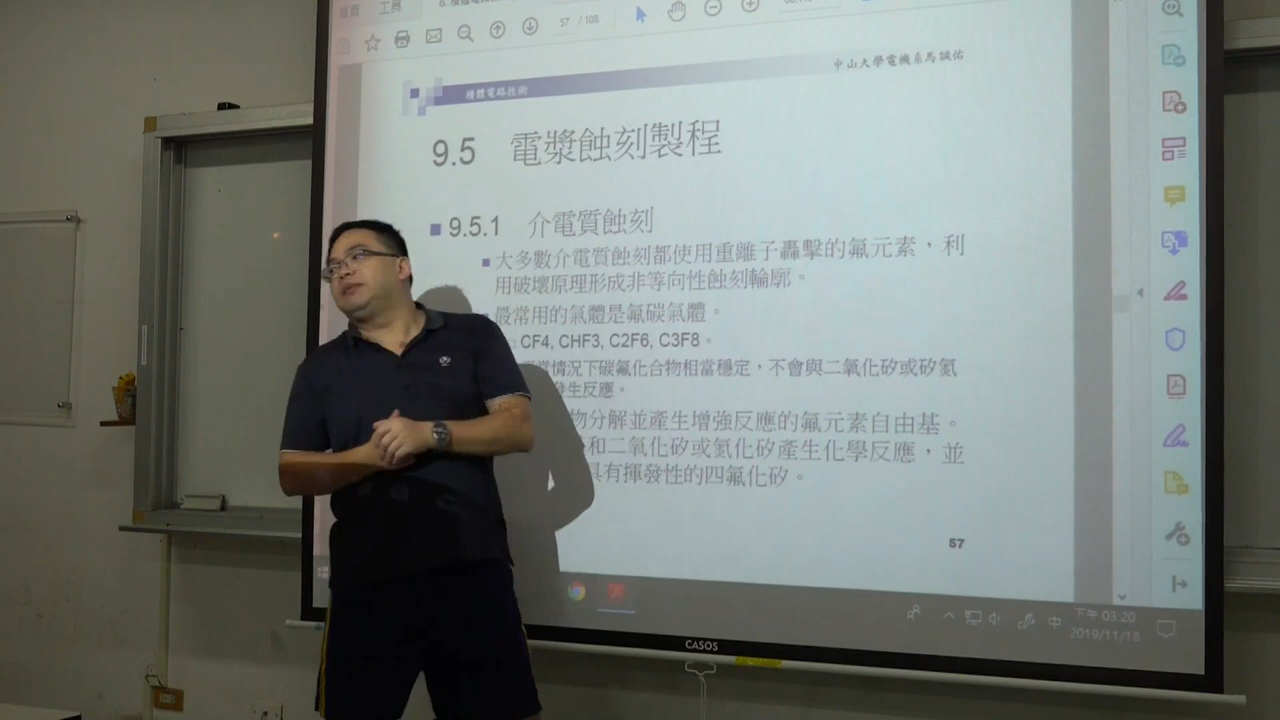 首頁 工具
57 / 108
中山大學電機系馬誠佑
積體電路技術
9.5 電漿蝕刻製程
9.5.1 介電質蝕刻
大多數介電質蝕刻都使用重離子轟擊的氟元素，利
用破壞原理形成非等向性蝕刻輪廓。
最常用的氣體是氟碳氣體。
CF4, CHF3, C2F6, C3F8。
常情況下碳氟化合物相當穩定，不會與二氧化矽或矽氮
發生反應。
物分解並產生增強反應的氟元素自由基。
和二氧化矽或氮化矽產生化學反應，並
具有揮發性的四氟化矽。
57
中
下午 03:20
2019/11/18
CASOS